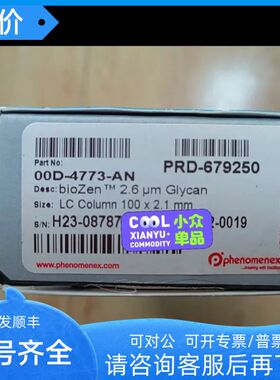 价
Part No:
00D-4773-AN
PRD-679250
Desc: bioZen™ 2.6 µm Glycan
Size: LC Column 100 x 2.1 mm
S/N: H23-0878
2-0019
COOL
小众
XIANYU-
COMMODITY
单品
phenomenex
www.phenomenex.com
发顺丰
号齐全
可对公 可开专票/普票
请咨询客服后再下